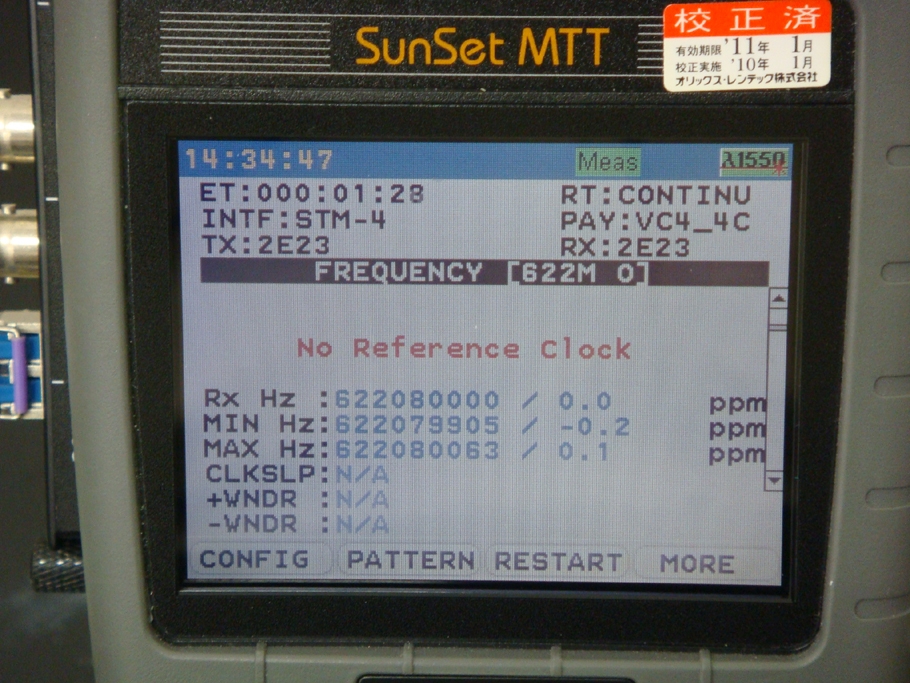 SunSet MTT
校正済
有効期限 '11年 1月
校正実施 '10年 1月
オリックス・レンテック株式会社
14:34:47 Meas λ1550
ET:000:01:28 RT:CONTINU
INTF:STM-4 PAY:VC4_4C
TX:2E23 RX:2E23
FREQUENCY [622M O]
No Reference Clock
Rx Hz :622080000 / 0.0 ppm
MIN Hz:622079905 / -0.2 ppm
MAX Hz:622080063 / 0.1 ppm
CLKSLP:N/A
+WNDR :N/A
-WNDR :N/A
CONFIG PATTERN RESTART MORE